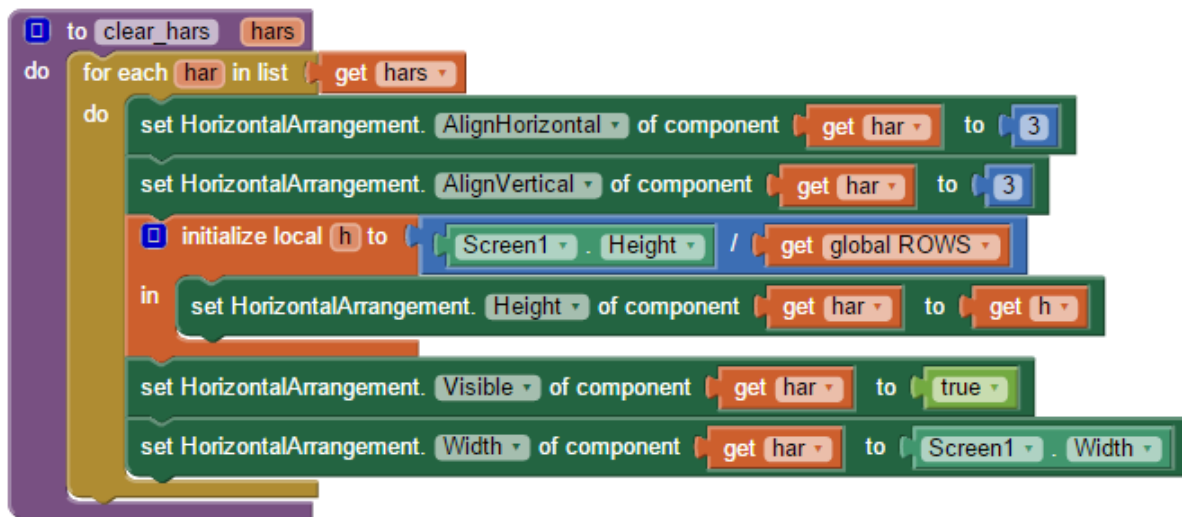 to clear_hars hars
do for each har in list get hars
do set HorizontalArrangement. AlignHorizontal of component get har to 3
set HorizontalArrangement. AlignVertical of component get har to 3
initialize local h to Screen1 . Height / get global ROWS
in set HorizontalArrangement. Height of component get har to get h
set HorizontalArrangement. Visible of component get har to true
set HorizontalArrangement. Width of component get har to Screen1 . Width